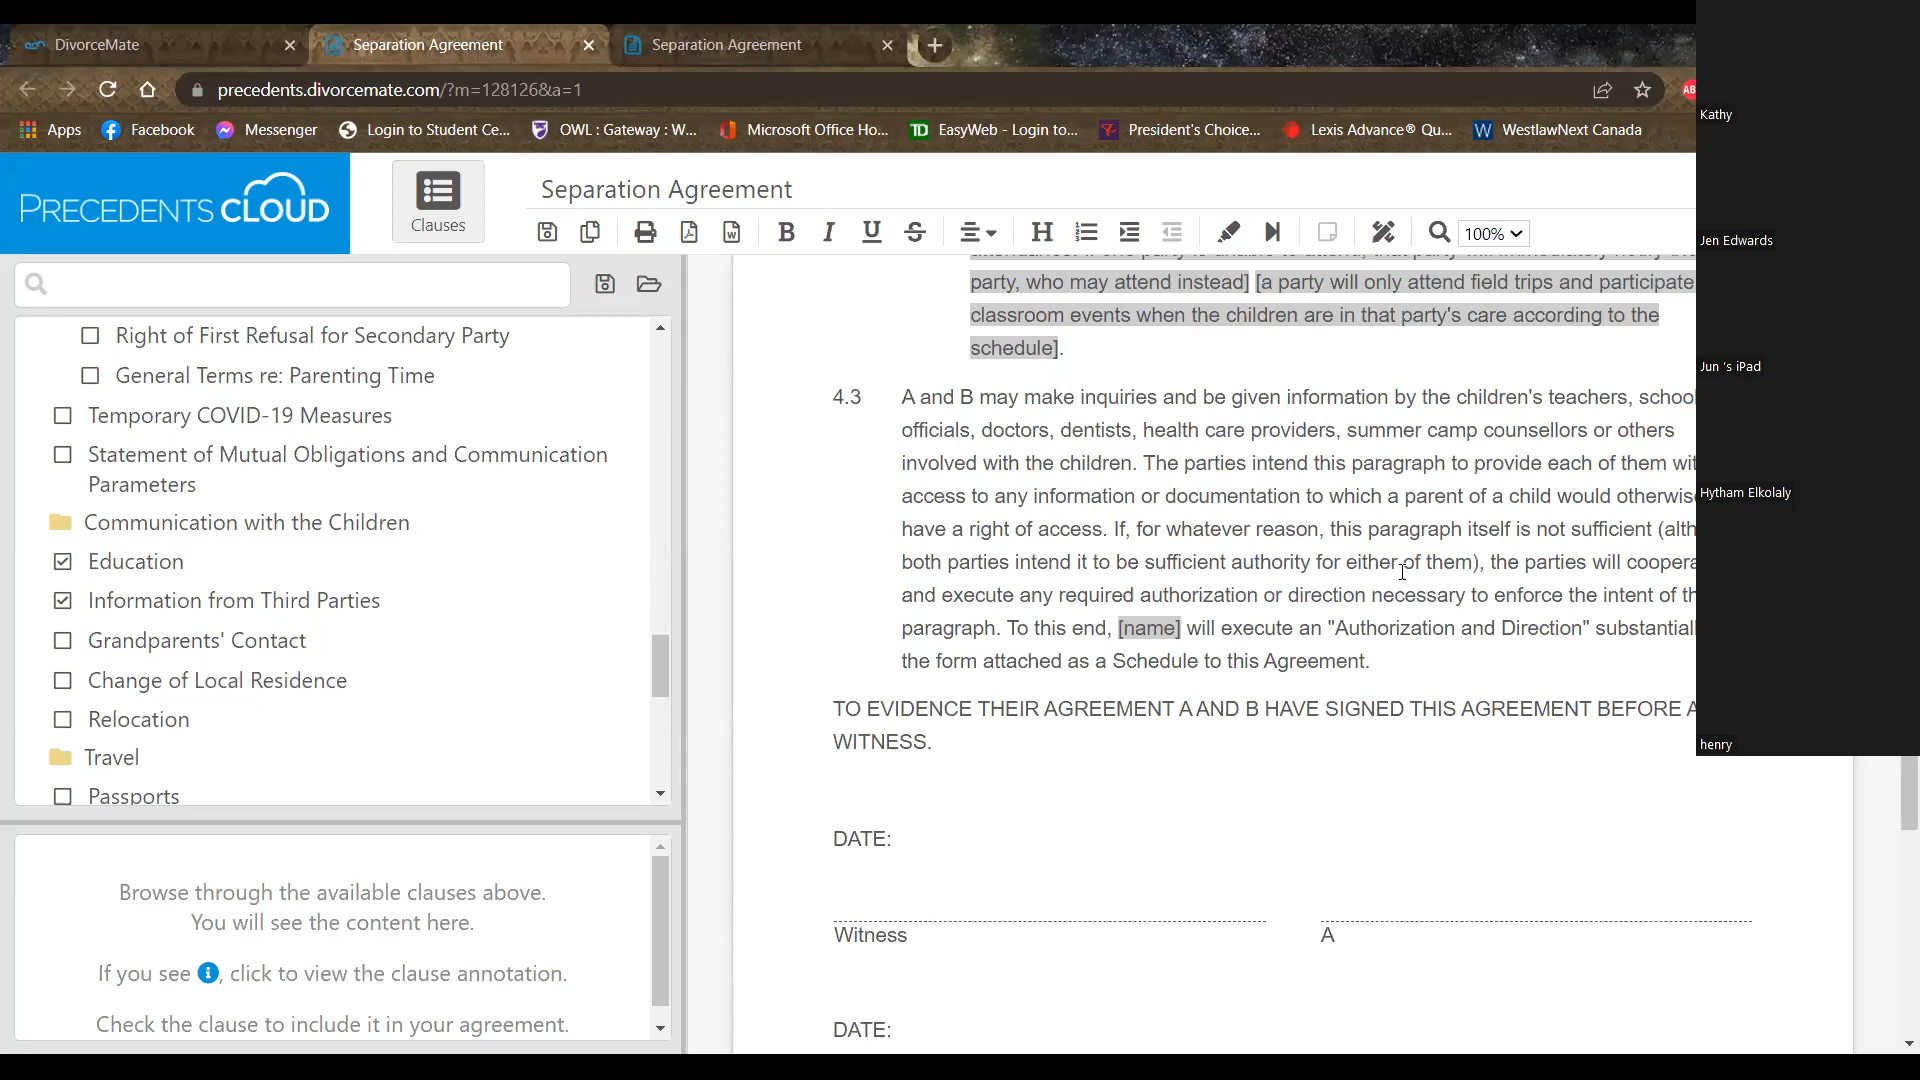 DivorceMate
Separation Agreement
Separation Agreement
precedents.divorcemate.com/?m=128126&a=1
Apps
Facebook
Messenger
Login to Student Ce...
OWL : Gateway : W...
Microsoft Office Ho...
TD
EasyWeb - Login to...
President's Choice...
Lexis Advance® Qu...
WestlawNext Canada
PRECEDENTS CLOUD
Clauses
Separation Agreement
B I U S
H
100%
Right of First Refusal for Secondary Party
General Terms re: Parenting Time
Temporary COVID-19 Measures
Statement of Mutual Obligations and Communication
Parameters
Communication with the Children
Education
Information from Third Parties
Grandparents' Contact
Change of Local Residence
Relocation
Travel
Passports
Browse through the available clauses above.
You will see the content here.
If you see , click to view the clause annotation.
Check the clause to include it in your agreement.
party, who may attend instead] [a party will only attend field trips and participate
classroom events when the children are in that party's care according to the
schedule].
4.3 A and B may make inquiries and be given information by the children's teachers, school
officials, doctors, dentists, health care providers, summer camp counsellors or others
involved with the children. The parties intend this paragraph to provide each of them wit
access to any information or documentation to which a parent of a child would otherwise
have a right of access. If, for whatever reason, this paragraph itself is not sufficient (alth
both parties intend it to be sufficient authority for either of them), the parties will coopera
and execute any required authorization or direction necessary to enforce the intent of th
paragraph. To this end, [name] will execute an "Authorization and Direction" substantiall
the form attached as a Schedule to this Agreement.
TO EVIDENCE THEIR AGREEMENT A AND B HAVE SIGNED THIS AGREEMENT BEFORE A
WITNESS.
DATE:
Witness
A
DATE:
AB
Kathy
Jen Edwards
Jun 's iPad
Hytham Elkolaly
henry